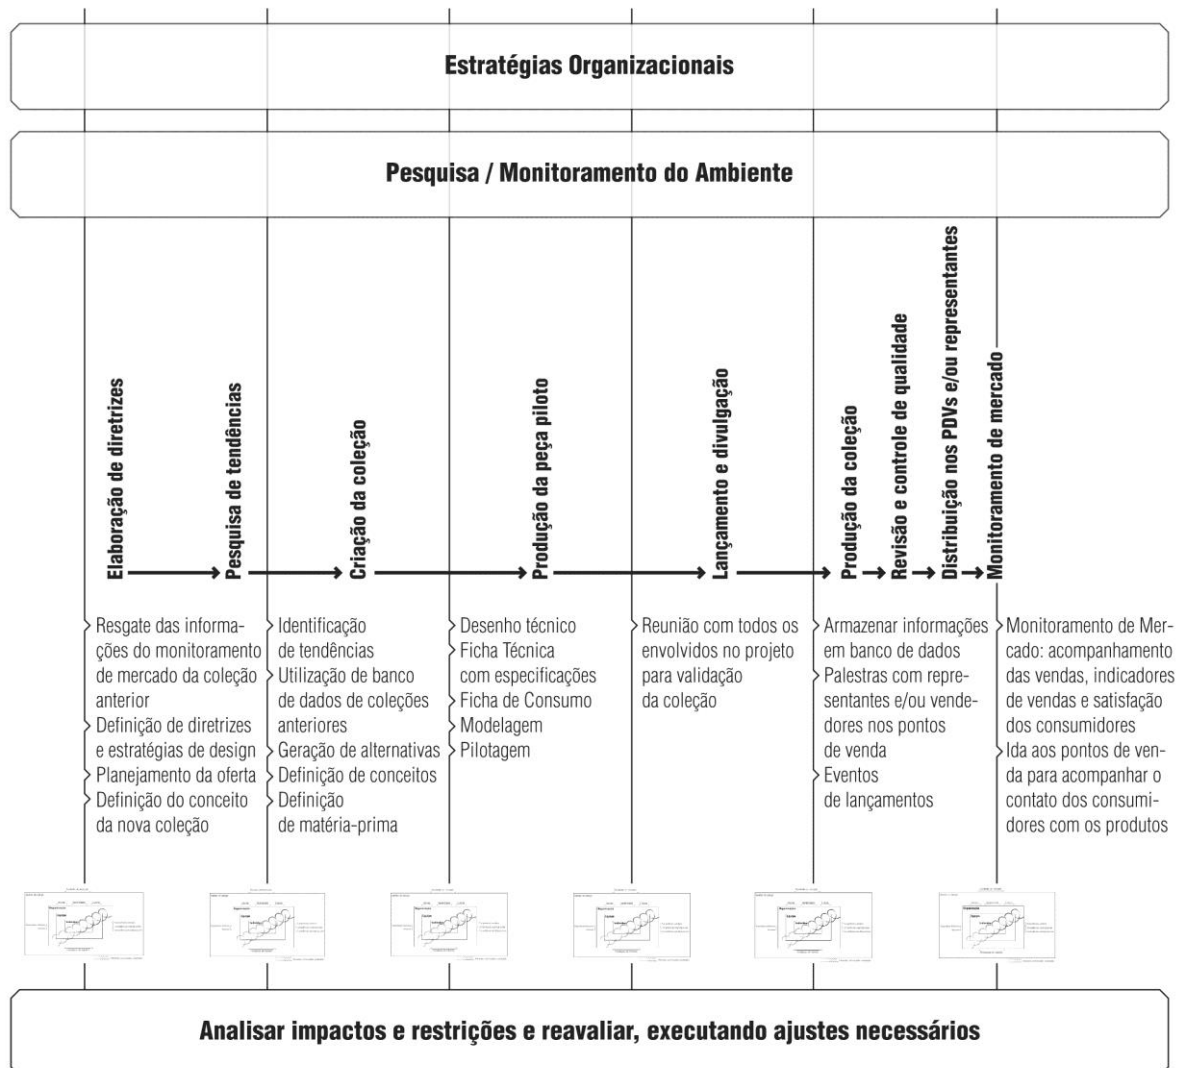 Estratégias Organizacionais
Pesquisa / Monitoramento do Ambiente
Elaboração de diretrizes
Pesquisa de tendências
Criação da coleção
Produção da peça piloto
Lançamento e divulgação
Produção da coleção
Revisão e controle de qualidade
Distribuição nos PDVs e/ou representantes
Monitoramento de mercado
Resgate das informa-
ções do monitoramento
de mercado da coleção
anterior
Definição de diretrizes
e estratégias de design
Planejamento da oferta
Definição do conceito
da nova coleção
Identificação
de tendências
Utilização de banco
de dados de coleções
anteriores
Geração de alternativas
Definição de conceitos
Definição
de matéria-prima
Desenho técnico
Ficha Técnica
com especificações
Ficha de Consumo
Modelagem
Pilotagem
Reunião com todos os
envolvidos no projeto
para validação
da coleção
Armazenar informações
em banco de dados
Palestras com repre-
sentantes e/ou vende-
dores nos pontos
de venda
Eventos
de lançamentos
Monitoramento de Mer-
cado: acompanhamento
das vendas, indicadores
de vendas e satisfação
dos consumidores
Ida aos pontos de ven-
da para acompanhar o
contato dos consumi-
dores com os produtos
Analisar impactos e restrições e reavaliar, executando ajustes necessários